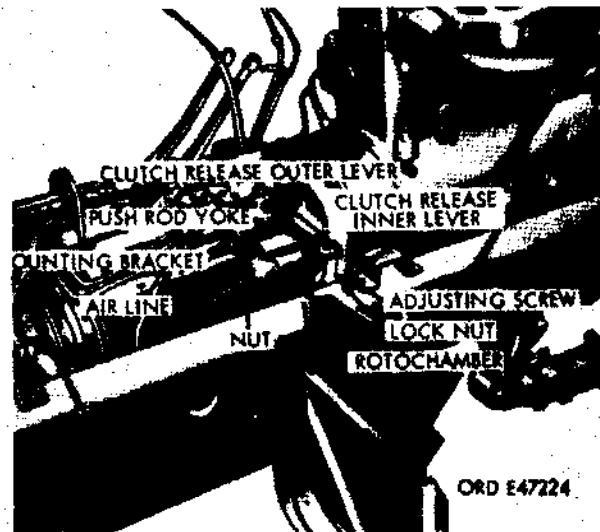 CLUTCH RELEASE OUTER LEVER
PUSH ROD YOKE
CLUTCH RELEASE
INNER LEVER
OUNTING BRACKET
AIR LINE
ADJUSTING SCREW
NUT
LOCK NUT
ROTOCHAMBER
ORD E47224